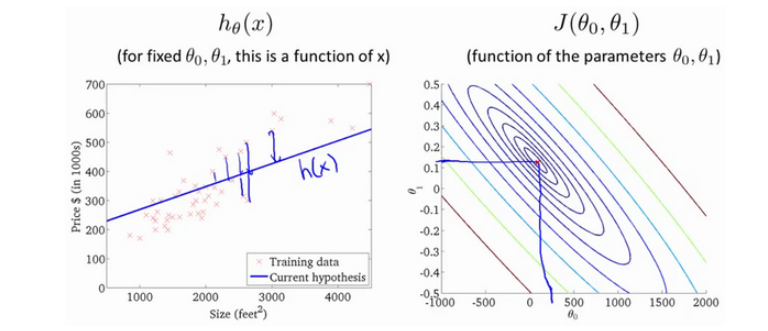 hθ(x)
(for fixed θ0, θ1, this is a function of x)
700
600
500
400
300
200
100
0
Price $ (in 1000s)
1000
2000
3000
4000
Size (feet²)
h(x)
Training data
Current hypothesis
J(θ0, θ1)
(function of the parameters θ0, θ1)
0.5
0.4
0.3
0.2
0.1
0
-0.1
-0.2
-0.3
-0.4
-0.5
θ1
-1000
-500
0
500
1000
1500
2000
θ0